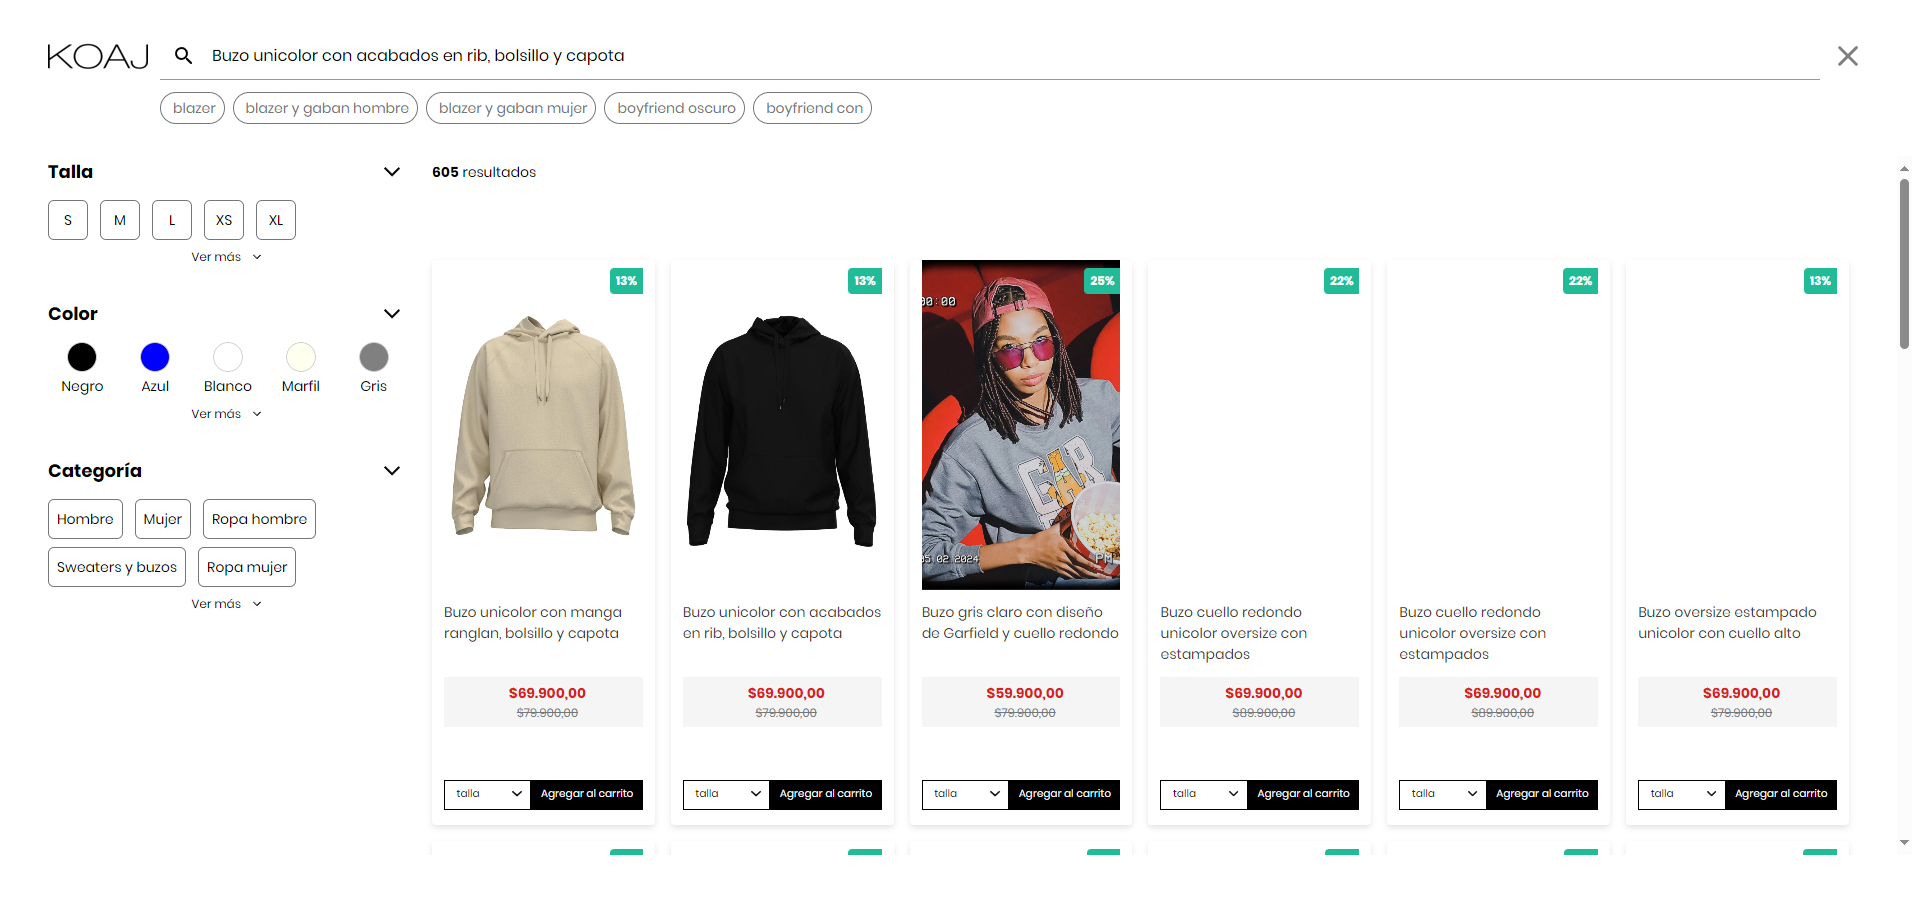 KOAJ
Buzo unicolor con acabados en rib, bolsillo y capota
blazer
blazer y gaban hombre
blazer y gaban mujer
boyfriend oscuro
boyfriend con
Talla
S
M
L
XS
XL
Ver más
Color
Negro
Azul
Blanco
Marfil
Gris
Ver más
Categoría
Hombre
Mujer
Ropa hombre
Sweaters y buzos
Ropa mujer
Ver más
605 resultados
13%
Buzo unicolor con manga
ranglan, bolsillo y capota
$69.900,00
$79.900,00
talla
Agregar al carrito
13%
Buzo unicolor con acabados
en rib, bolsillo y capota
$69.900,00
$79.900,00
talla
Agregar al carrito
25%
00:00
GAR
05 02 2024
PM
Buzo gris claro con diseño
de Garfield y cuello redondo
$59.900,00
$79.900,00
talla
Agregar al carrito
22%
Buzo cuello redondo
unicolor oversize con
estampados
$69.900,00
$89.900,00
talla
Agregar al carrito
22%
Buzo cuello redondo
unicolor oversize con
estampados
$69.900,00
$89.900,00
talla
Agregar al carrito
13%
Buzo oversize estampado
unicolor con cuello alto
$69.900,00
$79.900,00
talla
Agregar al carrito